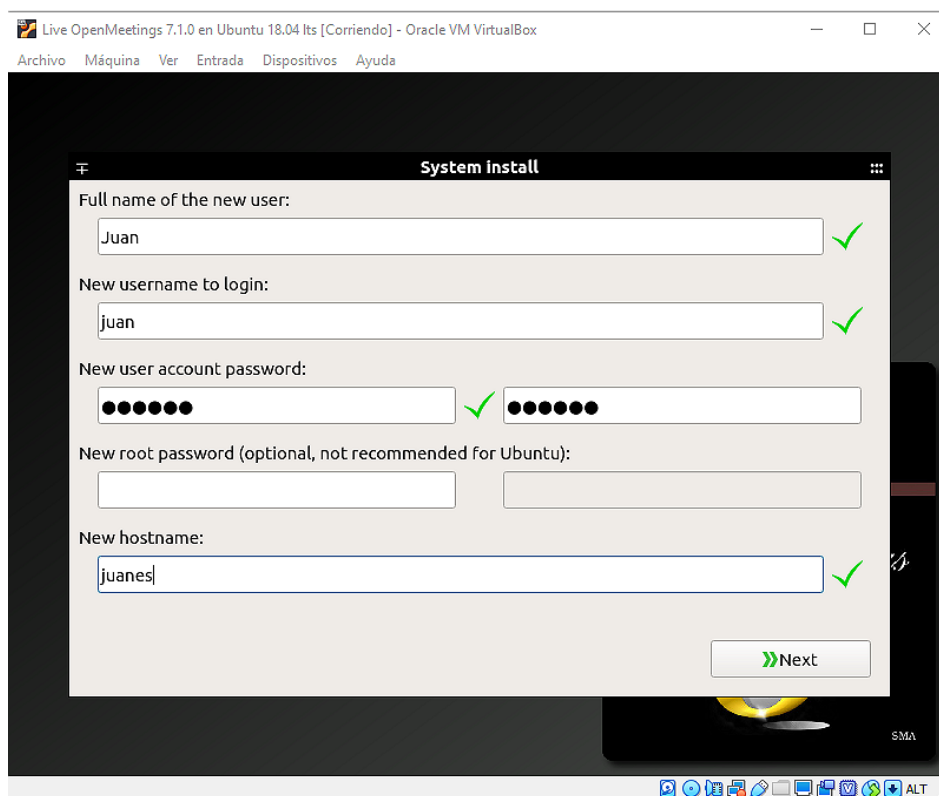 Live OpenMeetings 7.1.0 en Ubuntu 18.04 lts [Corriendo] - Oracle VM VirtualBox
Archivo Máquina Ver Entrada Dispositivos Ayuda
System install
Full name of the new user:
Juan
New username to login:
juan
New user account password:
●●●●●● ●●●●●●
New root password (optional, not recommended for Ubuntu):
New hostname:
juanes
Next
SMA
ALT